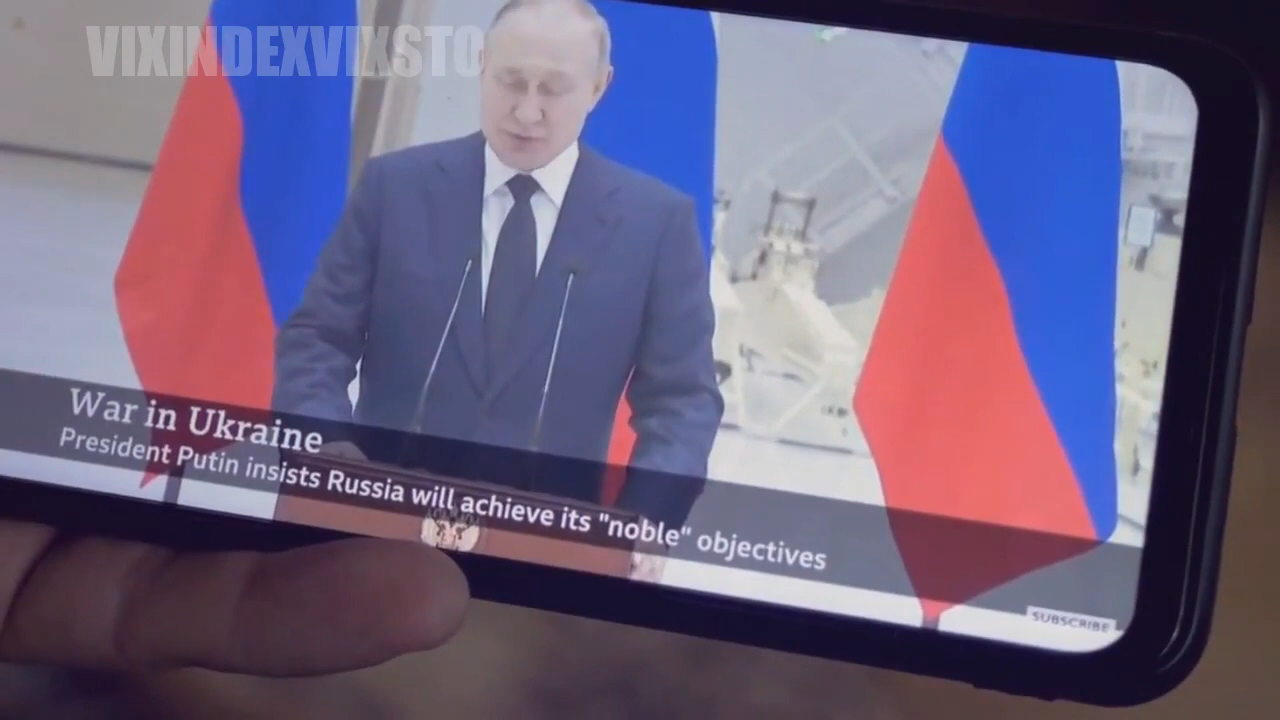 VIXINDEXVIXSTO
War in Ukraine
President Putin insists Russia will achieve its "noble" objectives
SUBSCRIBE